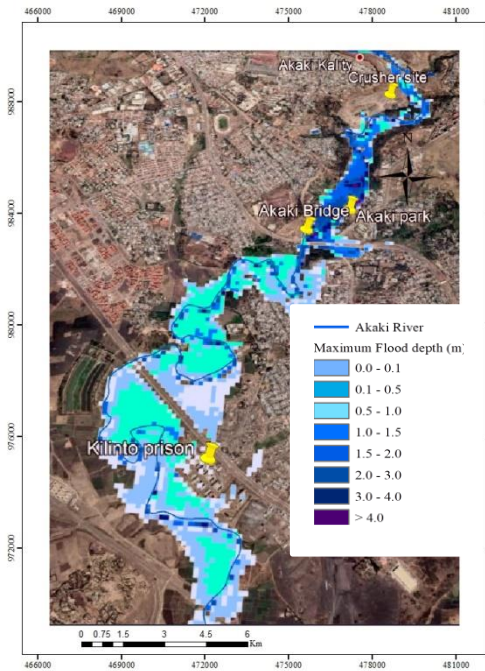 466000 469000 472000 475000 478000 481000
Akaki Kality
Crusher site
988000
984000
Akaki Bridge
Akaki park
980000
976000
972000
Kilinto prison
Akaki River
Maximum Flood depth (m)
0.0 - 0.1
0.1 - 0.5
0.5 - 1.0
1.0 - 1.5
1.5 - 2.0
2.0 - 3.0
3.0 - 4.0
> 4.0
0 0.75 1.5 3 4.5 6
Km
466000 469000 472000 475000 478000 481000